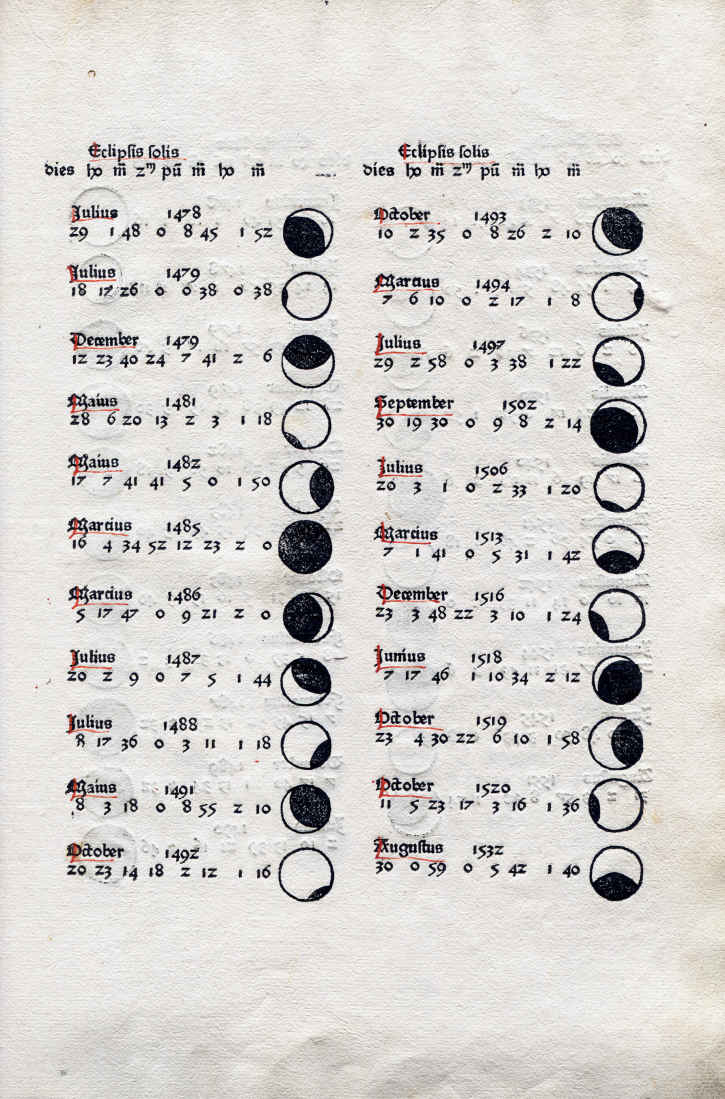 Eclipsis solis
dies ho m̄ zᵐ pū m̄ ho m̄
Julius 1478
29 1 48 0 8 45 1 52
Julius 1479
18 17 26 0 0 38 0 38
December 1479
12 23 40 24 7 41 2 6
Maius 1481
28 6 20 13 2 3 1 18
Maius 1482
17 7 41 41 5 0 1 50
Marcius 1485
16 4 34 52 12 23 2 0
Marcius 1486
5 17 47 0 9 21 2 0
Julius 1487
20 2 9 0 7 5 1 44
Julius 1488
8 17 36 0 3 11 1 18
Maius 1491
8 3 18 0 8 55 2 10
October 1492
20 23 14 18 2 12 1 16
Eclipsis solis
dies ho m̄ zᵐ pū m̄ ho m̄
October 1493
10 2 35 0 8 26 2 10
Marcius 1494
7 6 10 0 2 17 1 8
Julius 1497
29 2 58 0 3 38 1 22
September 1502
30 19 30 0 9 8 2 14
Julius 1506
20 3 1 0 2 33 1 20
Marcius 1513
7 1 41 0 5 31 1 42
December 1516
23 3 48 22 3 10 1 24
Junius 1518
7 17 46 1 10 34 2 12
October 1519
23 4 30 22 6 10 1 58
October 1520
11 5 23 17 3 16 1 36
Augustus 1532
30 0 59 0 5 42 1 40